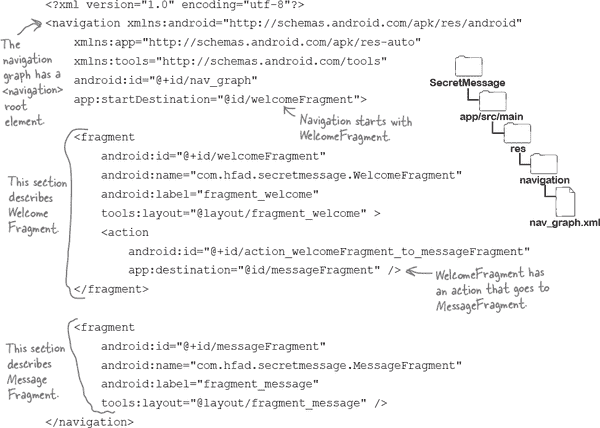 <?xml version="1.0" encoding="utf-8"?>
<navigation xmlns:android="http://schemas.android.com/apk/res/android"
xmlns:app="http://schemas.android.com/apk/res-auto"
xmlns:tools="http://schemas.android.com/tools"
android:id="@+id/nav_graph"
app:startDestination="@id/welcomeFragment">
The
navigation
graph has a
<navigation>
root
element.
Navigation starts with
WelcomeFragment.
SecretMessage
app/src/main
res
navigation
nav_graph.xml
<fragment
android:id="@+id/welcomeFragment"
android:name="com.hfad.secretmessage.WelcomeFragment"
android:label="fragment_welcome"
tools:layout="@layout/fragment_welcome" >
<action
android:id="@+id/action_welcomeFragment_to_messageFragment"
app:destination="@id/messageFragment" />
</fragment>
This section
describes
Welcome
Fragment.
WelcomeFragment has
an action that goes to
MessageFragment.
<fragment
android:id="@+id/messageFragment"
android:name="com.hfad.secretmessage.MessageFragment"
android:label="fragment_message"
tools:layout="@layout/fragment_message" />
This section
describes
Message
Fragment.
</navigation>